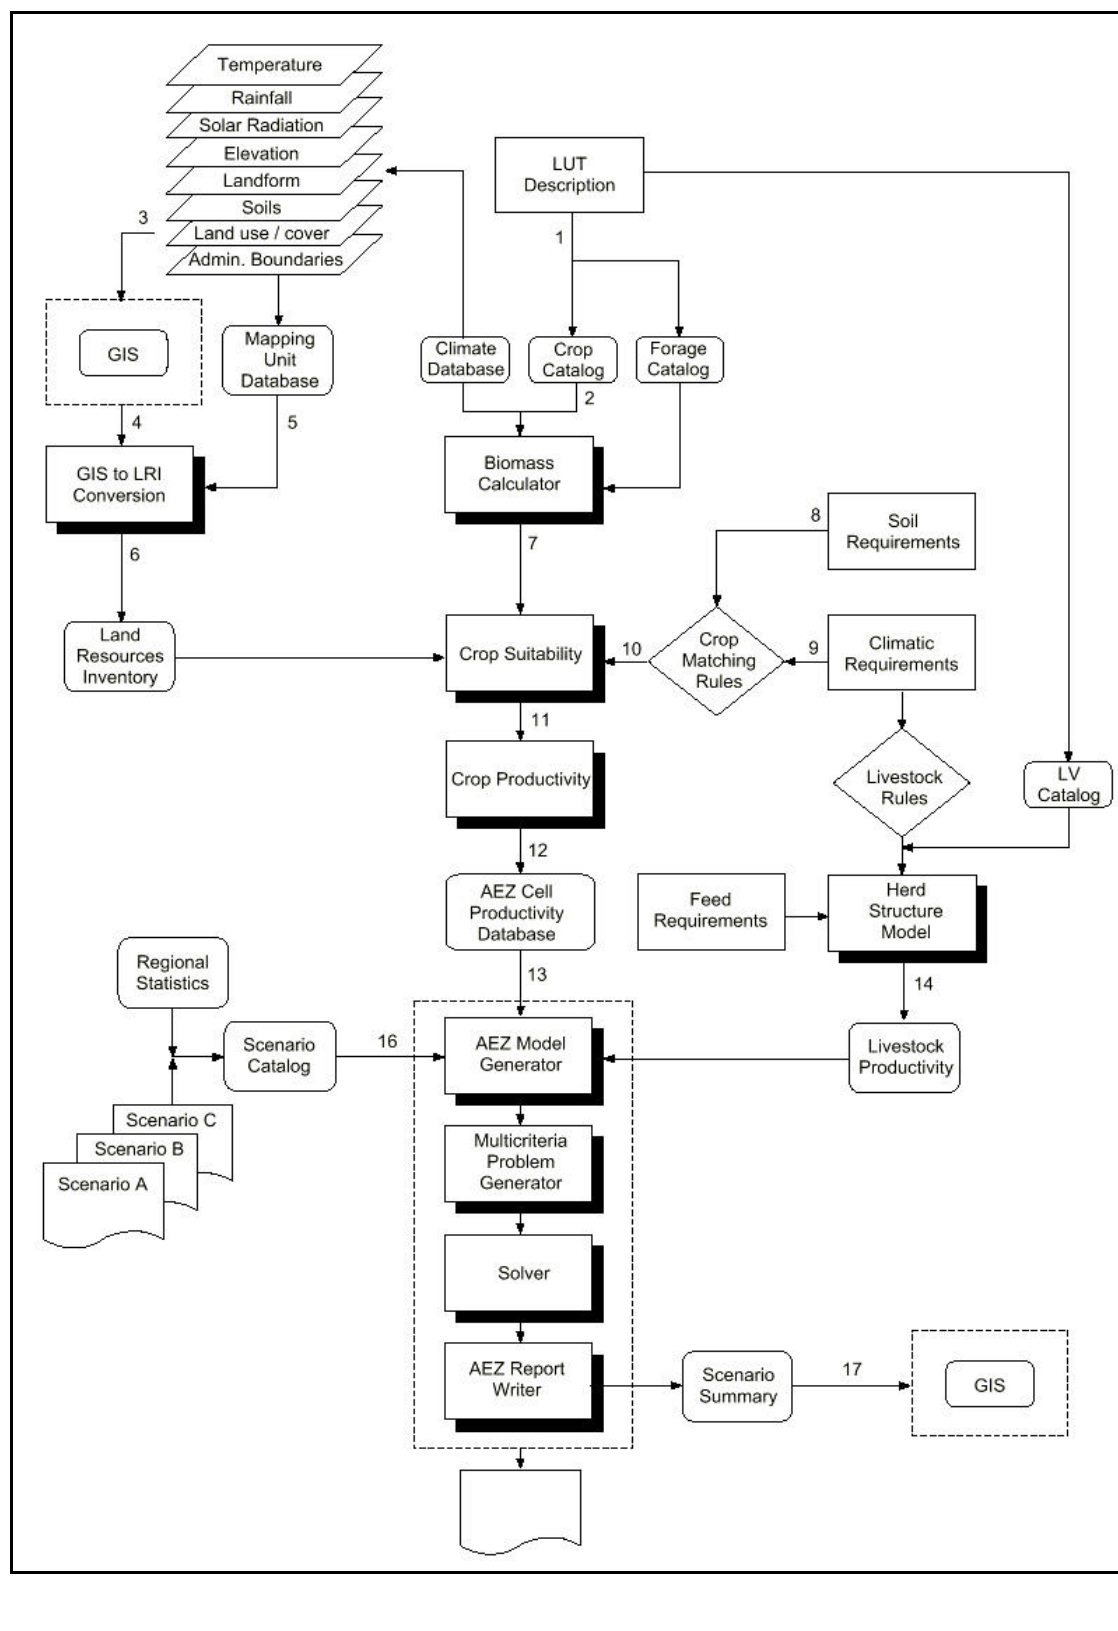 Temperature
Rainfall
Solar Radiation
Elevation
Landform
Soils
Land use / cover
Admin. Boundaries
LUT
Description
3
1
GIS
Mapping
Unit
Database
Climate
Database
Crop
Catalog
Forage
Catalog
2
4
5
GIS to LRI
Conversion
Biomass
Calculator
8
Soil
Requirements
6
7
Land
Resources
Inventory
Crop Suitability
10
Crop
Matching
Rules
9
Climatic
Requirements
11
Crop Productivity
Livestock
Rules
LV
Catalog
12
AEZ Cell
Productivity
Database
Feed
Requirements
Herd
Structure
Model
Regional
Statistics
13
14
Scenario
Catalog
16
AEZ Model
Generator
Livestock
Productivity
Scenario C
Scenario B
Scenario A
Multicriteria
Problem
Generator
Solver
AEZ Report
Writer
Scenario
Summary
17
GIS